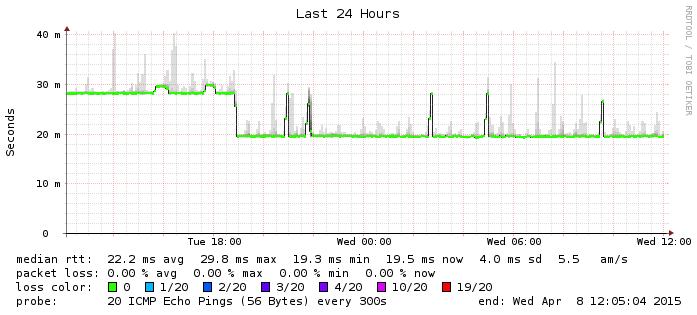 Last 24 Hours
RRDTOOL / TOBI OETIKER
40 m
30 m
20 m
10 m
0
Seconds
Tue 18:00 Wed 00:00 Wed 06:00 Wed 12:00
median rtt: 22.2 ms avg 29.8 ms max 19.3 ms min 19.5 ms now 4.0 ms sd 5.5 am/s
packet loss: 0.00 % avg 0.00 % max 0.00 % min 0.00 % now
loss color: 0 1/20 2/20 3/20 4/20 10/20 19/20
probe: 20 ICMP Echo Pings (56 Bytes) every 300s end: Wed Apr 8 12:05:04 2015